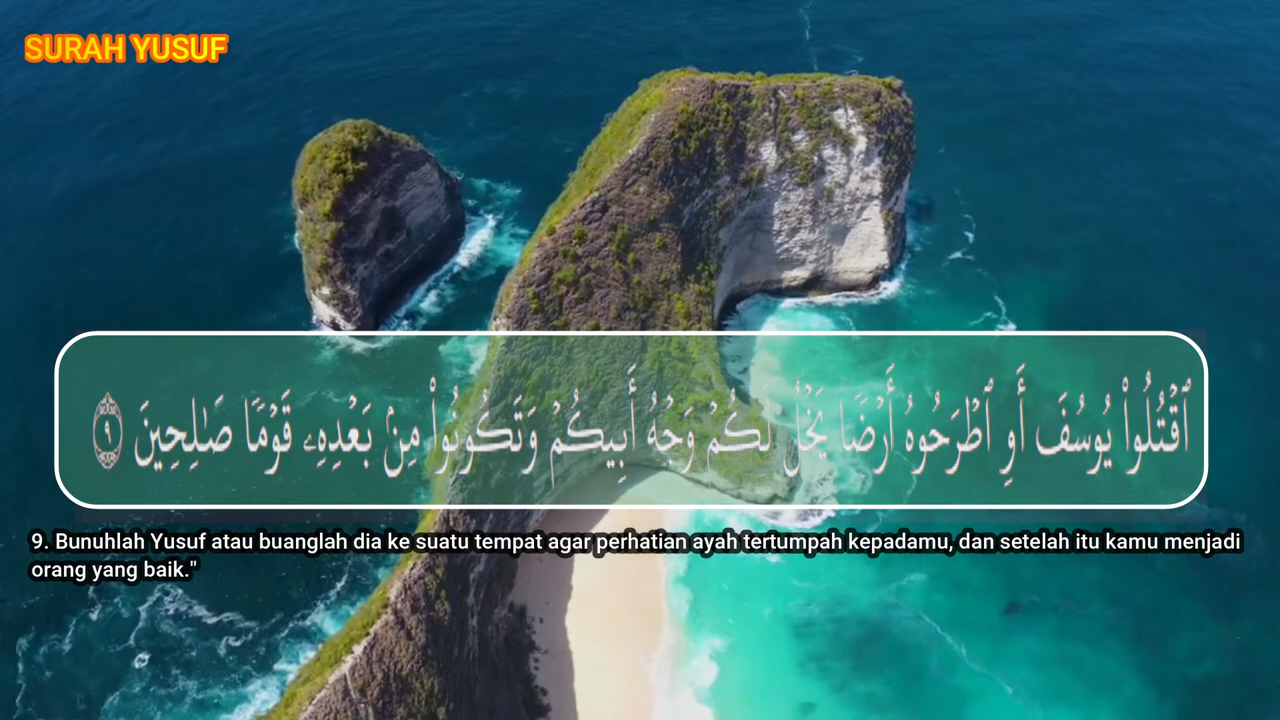 SURAH YUSUF
ٱقْتُلُوا۟ يُوسُفَ أَوِ ٱطْرَحُوهُ أَرْضًا يَخْلُ لَكُمْ وَجْهُ أَبِيكُمْ وَتَكُونُوا۟ مِنۢ بَعْدِهِۦ قَوْمًا صَٰلِحِينَ ٩
9. Bunuhlah Yusuf atau buanglah dia ke suatu tempat agar perhatian ayah tertumpah kepadamu, dan setelah itu kamu menjadi
orang yang baik."